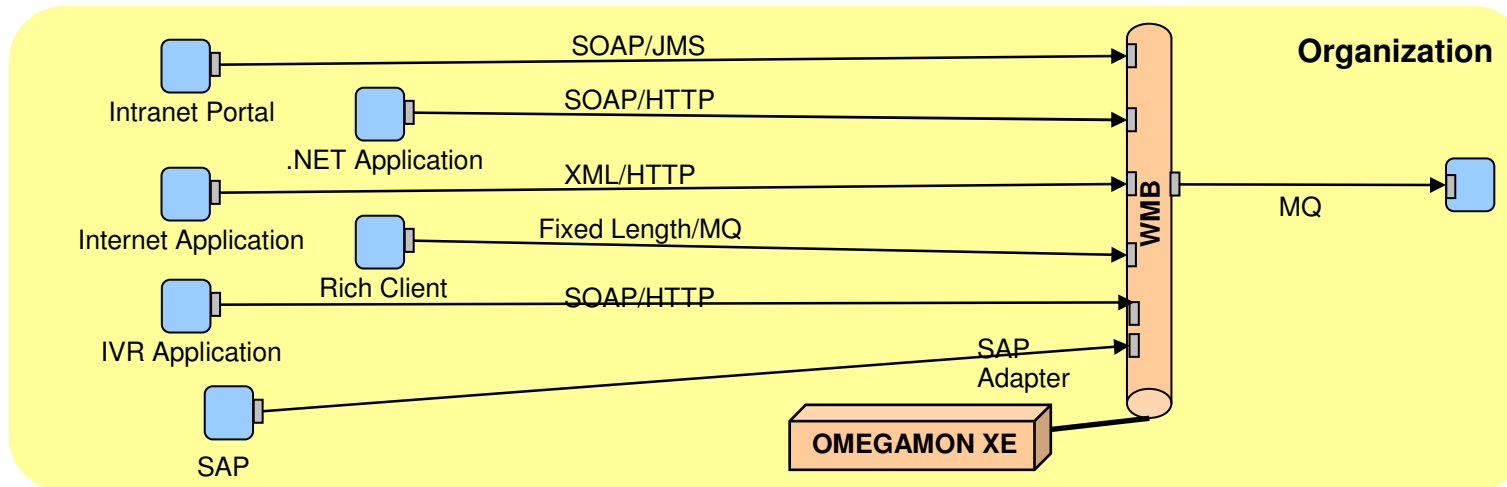 SOAP/JMS
Organization
Intranet Portal
SOAP/HTTP
.NET Application
XML/HTTP
WMB
MQ
Internet Application
Fixed Length/MQ
Rich Client
SOAP/HTTP
IVR Application
SAP
Adapter
OMEGAMON XE
SAP